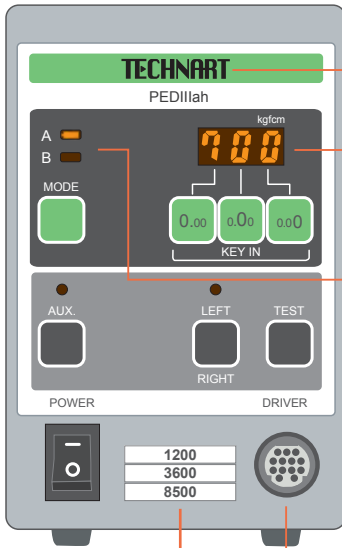 TECHNART
PEDIIIah
kgfcm
A
B
700
MODE
0.00 0.00 0.00
KEY IN
AUX. LEFT TEST
RIGHT
POWER DRIVER
1200
3600
8500